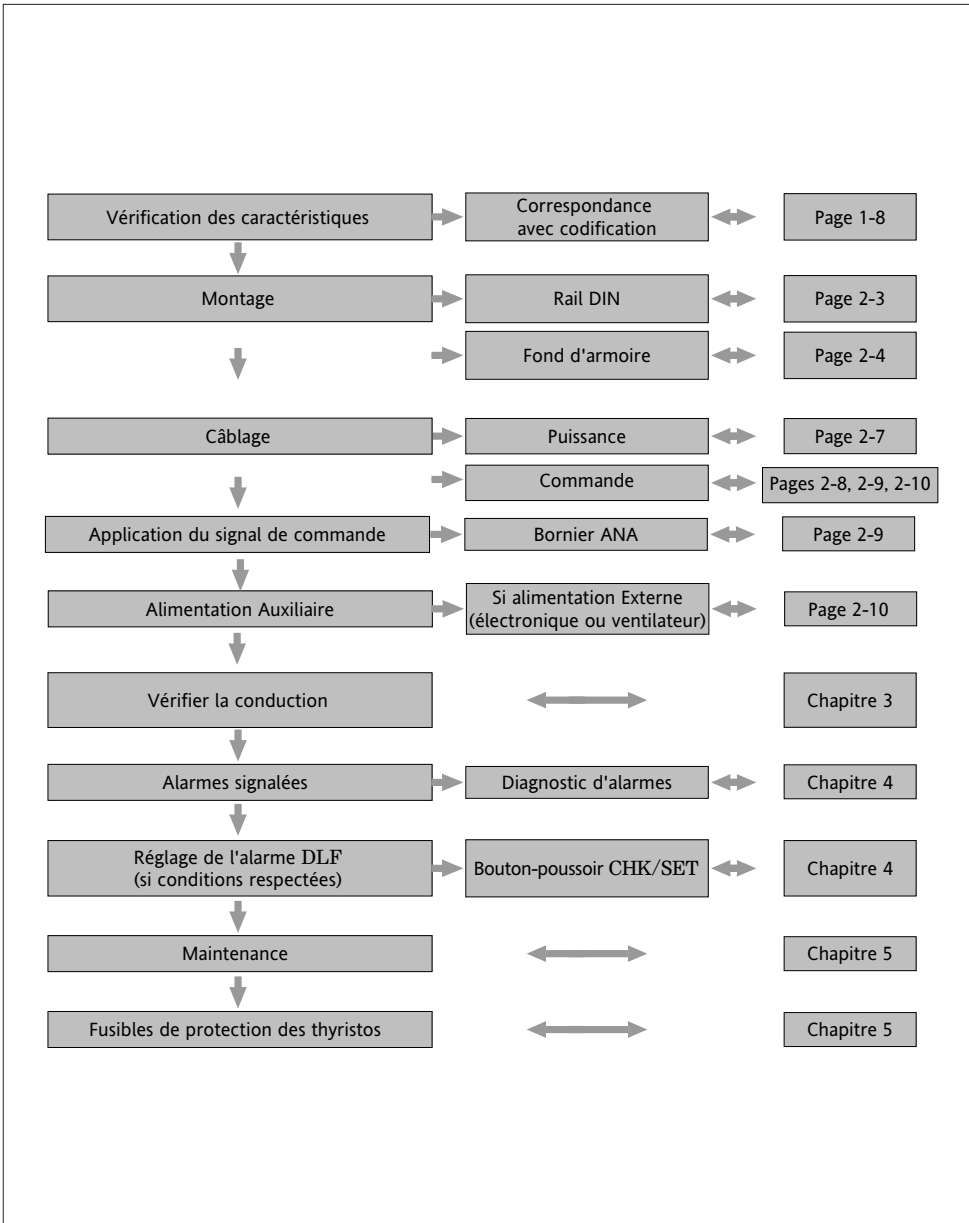 Vérification des caractéristiques
Correspondance
avec codification
Page 1-8
Montage
Rail DIN
Page 2-3
Fond d'armoire
Page 2-4
Câblage
Puissance
Page 2-7
Commande
Pages 2-8, 2-9, 2-10
Application du signal de commande
Bornier ANA
Page 2-9
Alimentation Auxiliaire
Si alimentation Externe
(électronique ou ventilateur)
Page 2-10
Vérifier la conduction
Chapitre 3
Alarmes signalées
Diagnostic d'alarmes
Chapitre 4
Réglage de l'alarme DLF
(si conditions respectées)
Bouton-poussoir CHK/SET
Chapitre 4
Maintenance
Chapitre 5
Fusibles de protection des thyristos
Chapitre 5